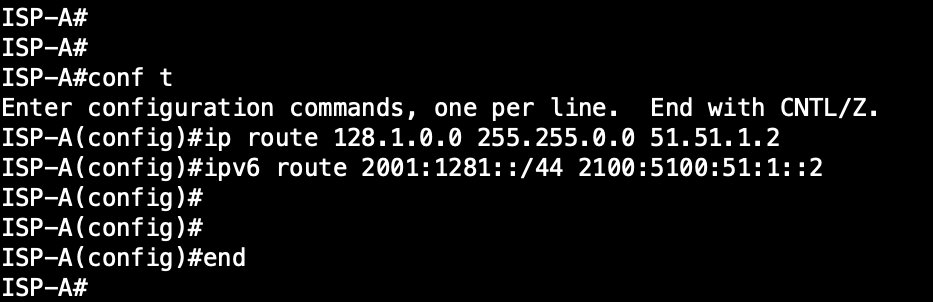 ISP-A#
ISP-A#
ISP-A#conf t
Enter configuration commands, one per line.  End with CNTL/Z.
ISP-A(config)#ip route 128.1.0.0 255.255.0.0 51.51.1.2
ISP-A(config)#ipv6 route 2001:1281::/44 2100:5100:51:1::2
ISP-A(config)#
ISP-A(config)#
ISP-A(config)#end
ISP-A#